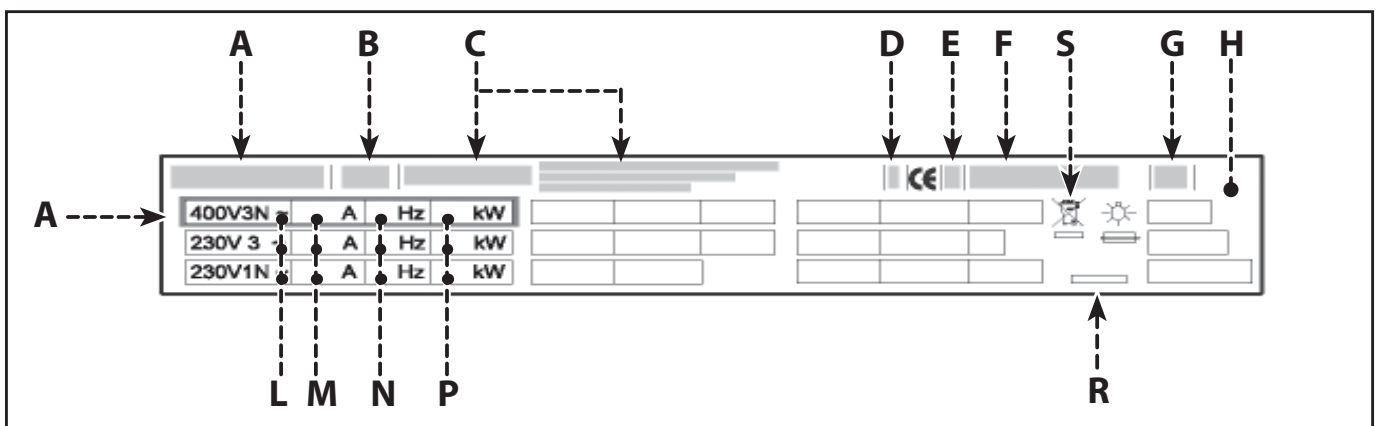 A B C D E F S G H
CE
A
400V3N ~ A Hz kW
230V 3 ~ A Hz kW
230V1N ~ A Hz kW
L M N P R